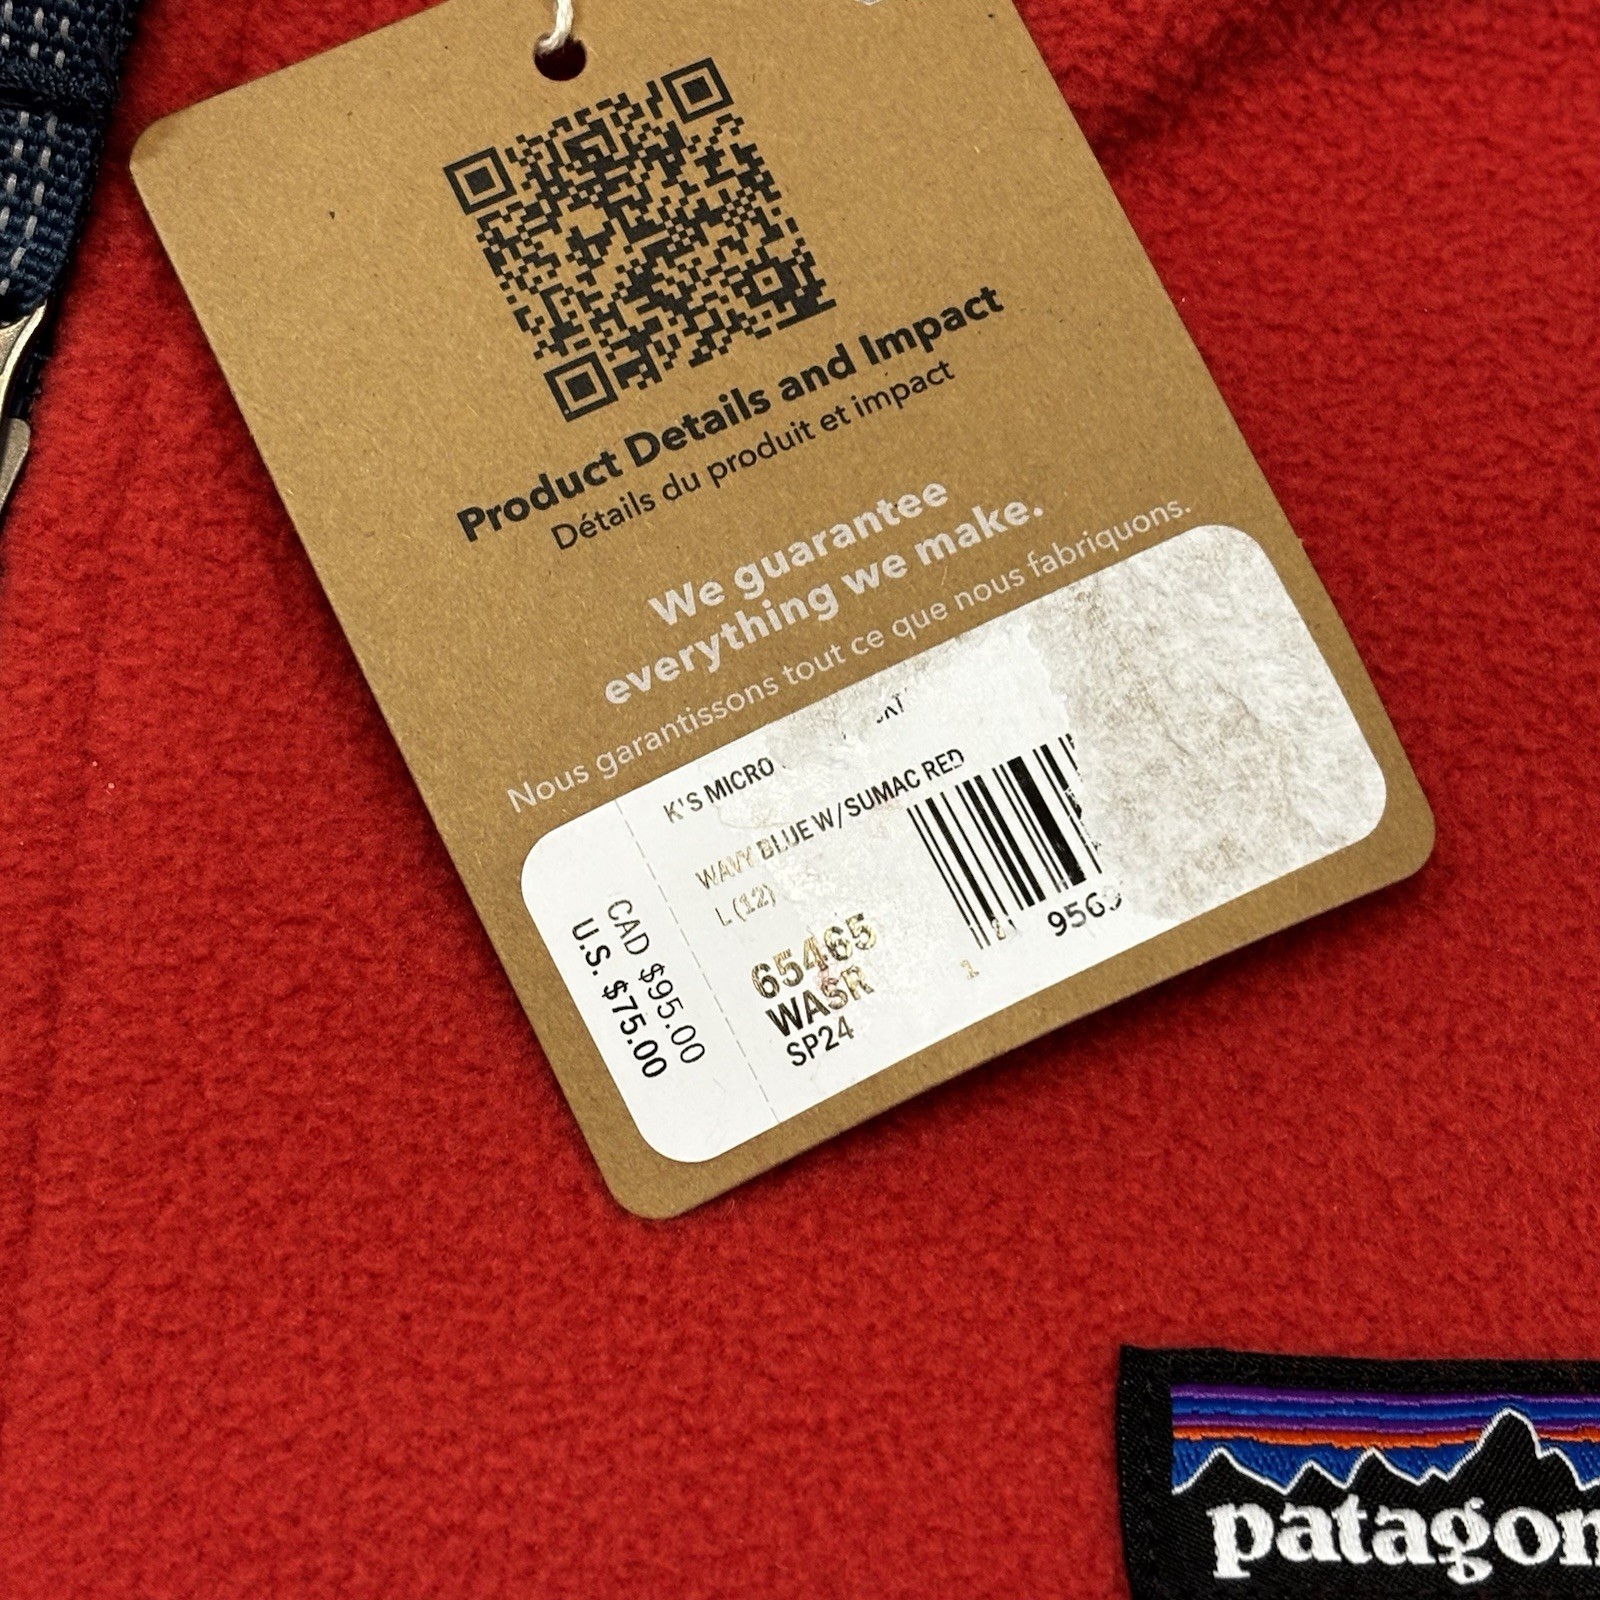 Product Details and Impact
Détails du produit et impact
We guarantee
everything we make.
Nous garantissons tout ce que nous fabriquons.
K'S MICRO
WAVY BLUE W/SUMAC RED
L (12)
65465
WASR
SP24
1
CAD $95.00
U.S. $75.00
patagon